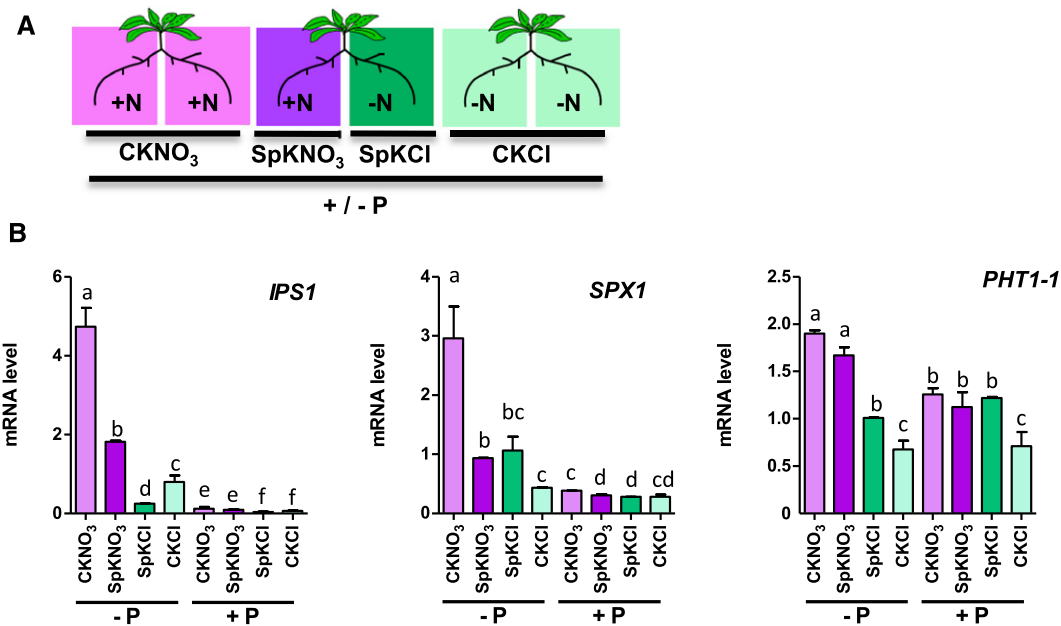 A
+N +N +N -N -N -N
CKNO3 SpKNO3 SpKCl CKCl
+ / - P
B
IPS1
mRNA level
6
4
2
0
a
b
d
c
e
e
f
f
CKNO3
SpKNO3
SpKCl
CKCl
CKNO3
SpKNO3
SpKCl
CKCl
- P
+ P
SPX1
mRNA level
4
3
2
1
0
a
b
bc
c
c
d
d
cd
CKNO3
SpKNO3
SpKCl
CKCl
CKNO3
SpKNO3
SpKCl
CKCl
- P
+ P
PHT1-1
mRNA level
2.5
2.0
1.5
1.0
0.5
0
a
a
b
c
b
b
b
c
CKNO3
SpKNO3
SpKCl
CKCl
CKNO3
SpKNO3
SpKCl
CKCl
- P
+ P